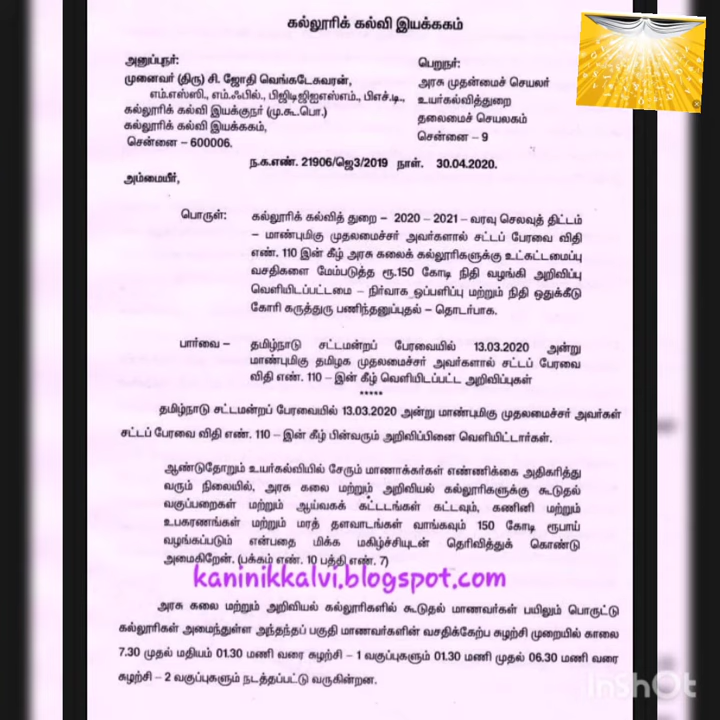 கல்லூரிக் கல்வி இயக்ககம்
அனுப்புநர்:
முனைவர் (திரு) சி. ஜோதி வெங்கடேசுவரன்,
எம்.எஸ்ஸி., எம்.ஃபில்., பிஜிடிஜிஐஎஸ்எம்., பிஎச்.டி.,
கல்லூரிக் கல்வி இயக்குநர் (மு.கூ.பொ.)
கல்லூரிக் கல்வி இயக்ககம்,
சென்னை – 600006.
பெறுநர்:
அரசு முதன்மைச் செயலர்
உயர்கல்வித்துறை
தலைமைச் செயலகம்
சென்னை – 9
ந.க.எண். 21906/ஜெ3/2019 நாள். 30.04.2020.
அம்மையீர்,
பொருள்: கல்லூரிக் கல்வித் துறை – 2020 – 2021 – வரவு செலவுத் திட்டம்
– மாண்புமிகு முதலமைச்சர் அவர்களால் சட்டப் பேரவை விதி
எண். 110 இன் கீழ் அரசு கலைக் கல்லூரிகளுக்கு உட்கட்டமைப்பு
வசதிகளை மேம்படுத்த ரூ.150 கோடி நிதி வழங்கி அறிவிப்பு
வெளியிடப்பட்டமை – நிர்வாக ஒப்பளிப்பு மற்றும் நிதி ஒதுக்கீடு
கோரி கருத்துரு பணிந்தனுப்புதல் – தொடர்பாக.
பார்வை – தமிழ்நாடு சட்டமன்றப் பேரவையில் 13.03.2020 அன்று
மாண்புமிகு தமிழக முதலமைச்சர் அவர்களால் சட்டப் பேரவை
விதி எண். 110 – இன் கீழ் வெளியிடப்பட்ட அறிவிப்புகள்
*****
தமிழ்நாடு சட்டமன்றப் பேரவையில் 13.03.2020 அன்று மாண்புமிகு முதலமைச்சர் அவர்கள்
சட்டப் பேரவை விதி எண். 110 – இன் கீழ் பின்வரும் அறிவிப்பினை வெளியிட்டார்கள்.
ஆண்டுதோறும் உயர்கல்வியில் சேரும் மாணாக்கர்கள் எண்ணிக்கை அதிகரித்து
வரும் நிலையில், அரசு கலை மற்றும் அறிவியல் கல்லூரிகளுக்கு கூடுதல்
வகுப்பறைகள் மற்றும் ஆய்வகக் கட்டடங்கள் கட்டவும், கணினி மற்றும்
உபகரணங்கள் மற்றும் மரத் தளவாடங்கள் வாங்கவும் 150 கோடி ரூபாய்
வழங்கப்படும் என்பதை மிக்க மகிழ்ச்சியுடன் தெரிவித்துக் கொண்டு
அமைகிறேன். (பக்கம் எண். 10 பத்தி எண். 7)
kaninikkalvi.blogspot.com
அரசு கலை மற்றும் அறிவியல் கல்லூரிகளில் கூடுதல் மாணவர்கள் பயிலும் பொருட்டு
கல்லூரிகள் அமைந்துள்ள அந்தந்தப் பகுதி மாணவர்களின் வசதிக்கேற்ப சுழற்சி முறையில் காலை
7.30 முதல் மதியம் 01.30 மணி வரை சுழற்சி – 1 வகுப்புகளும் 01.30 மணி முதல் 06.30 மணி வரை
சுழற்சி – 2 வகுப்புகளும் நடத்தப்பட்டு வருகின்றன.
InShOt